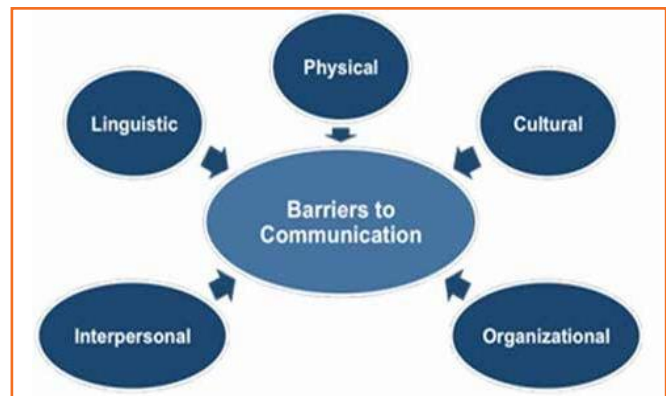 Physical
Linguistic
Cultural
Barriers to
Communication
Interpersonal
Organizational